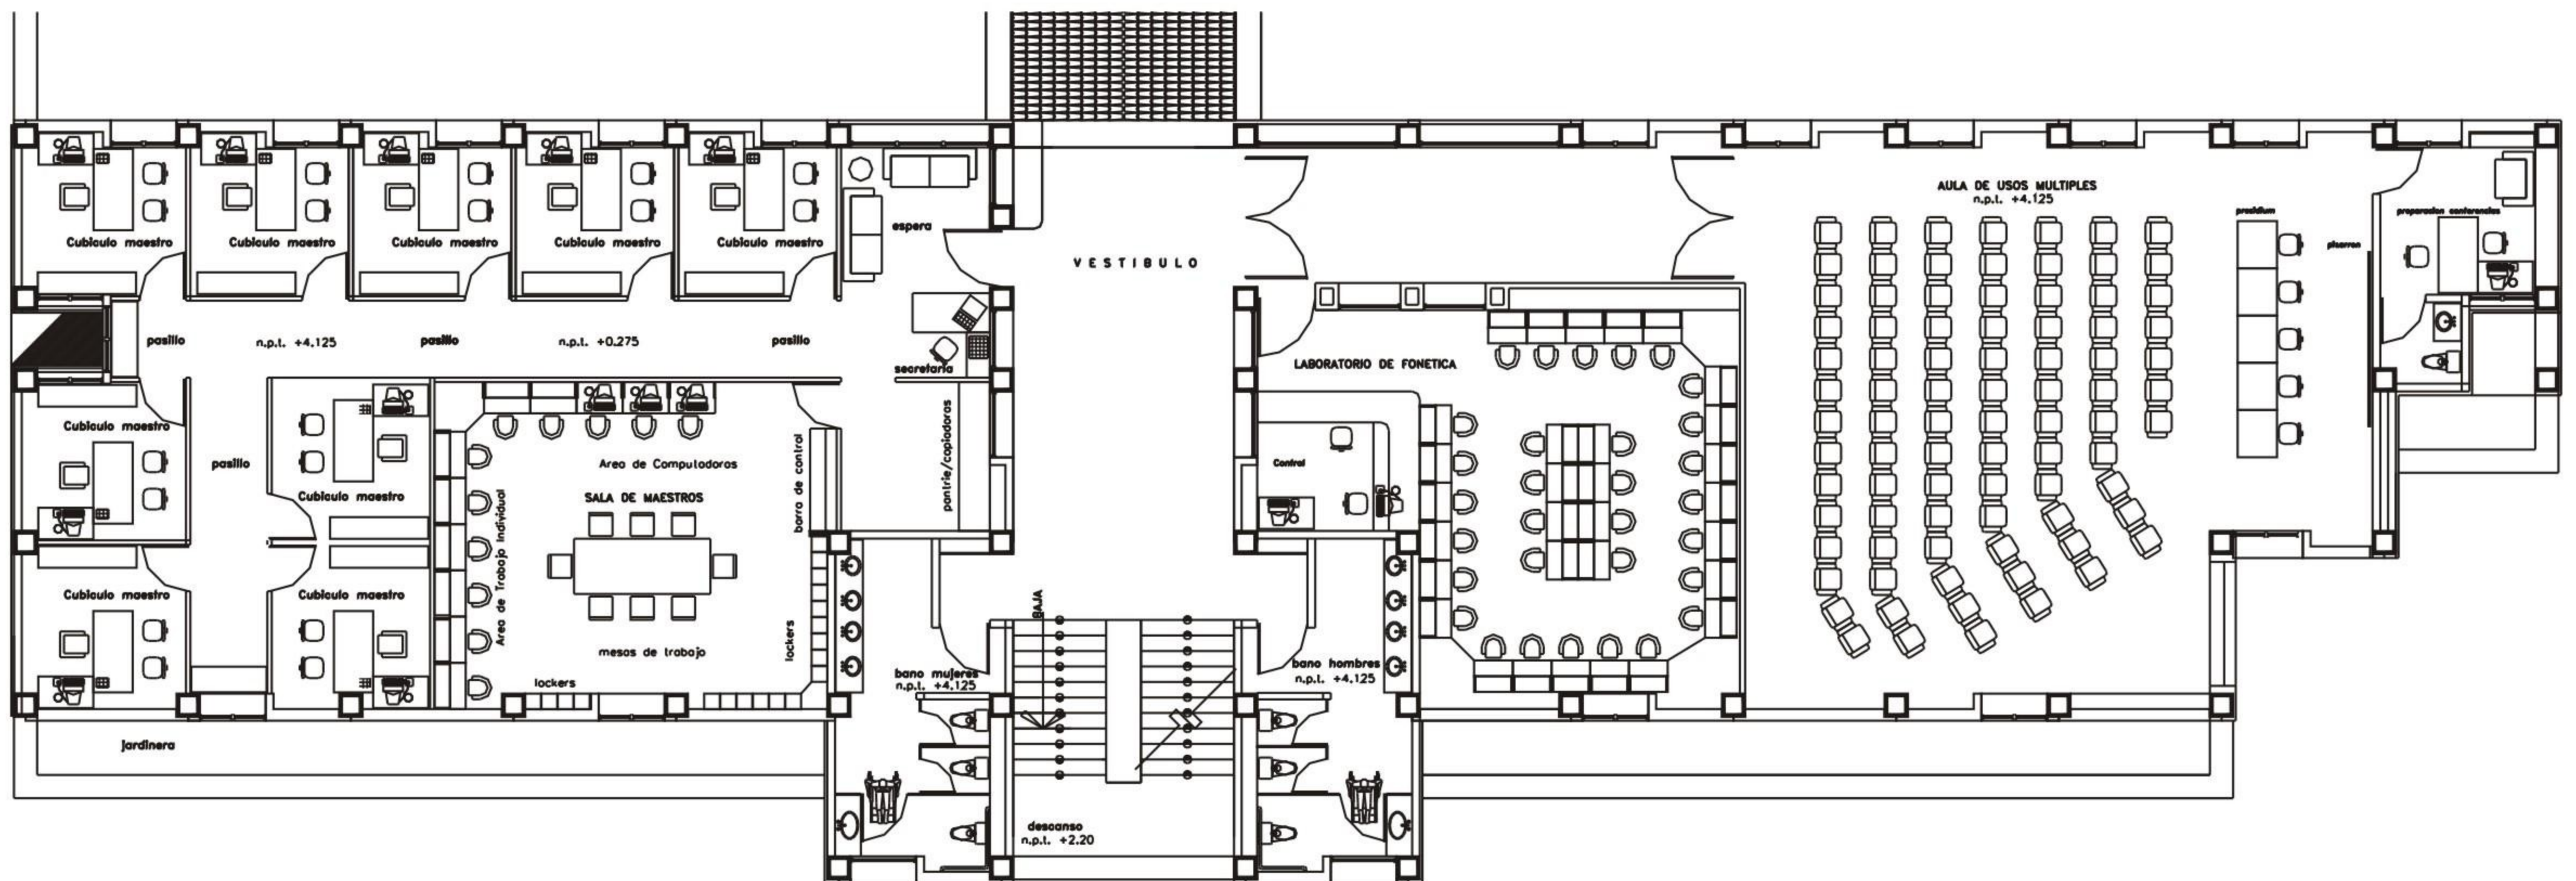 AULA DE USOS MULTIPLES
n.p.t. +4.125
presidium
preparacion conferencias
pizarron
espera
Cubiculo maestro
Cubiculo maestro
Cubiculo maestro
Cubiculo maestro
Cubiculo maestro
VESTIBULO
pasillo
n.p.t. +4.125
pasillo
n.p.t. +0.275
pasillo
secretaria
LABORATORIO DE FONETICA
Cubiculo maestro
pasillo
Cubiculo maestro
Area de Computadoras
SALA DE MAESTROS
barra de control
pantrie/copiadoras
Control
Area de Trabajo Individual
Cubiculo maestro
Cubiculo maestro
mesas de trabajo
lockers
lockers
BAJA
bano mujeres
n.p.t. +4.125
bano hombres
n.p.t. +4.125
jardinera
descanso
n.p.t. +2.20